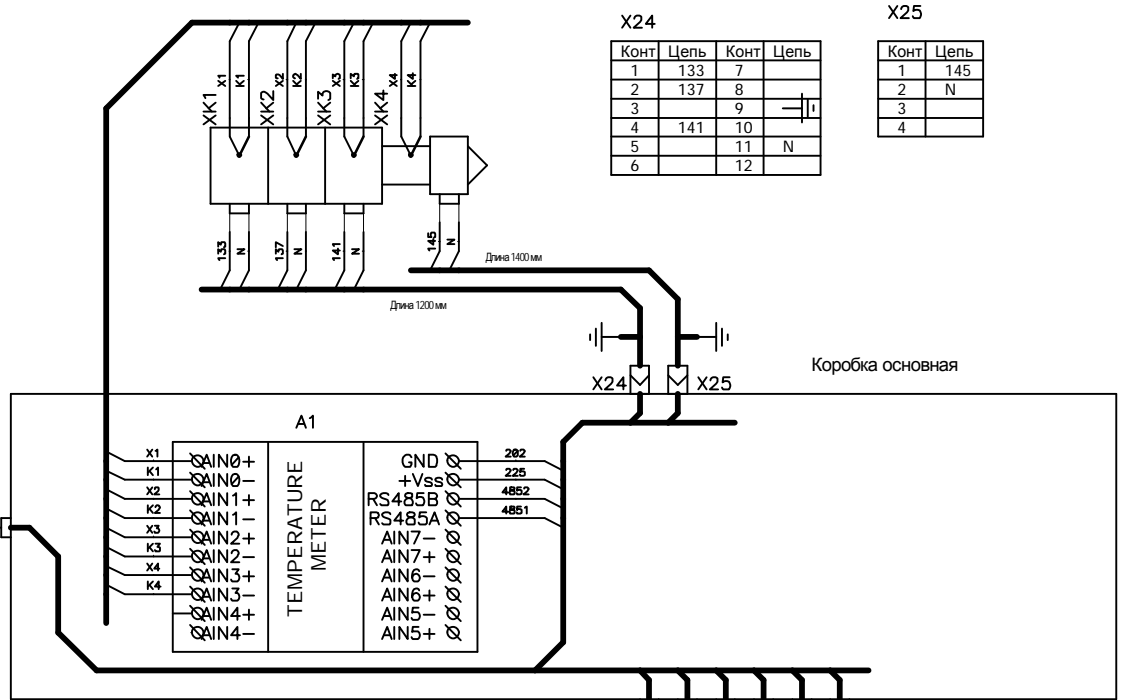 X24
Конт Цепь Конт Цепь
1 133 7
2 137 8
3 9
4 141 10
5 11 N
6 12
X25
Конт Цепь
1 145
2 N
3
4
X1 K1 X2 K2 X3 K3 X4 K4
XK1 XK2 XK3 XK4
133 N 137 N 141 N 145 N
Длина 1400 мм
Длина 1200 мм
X24 X25
Коробка основная
A1
TEMPERATURE
METER
X1 AIN0+
K1 AIN0-
X2 AIN1+
K2 AIN1-
X3 AIN2+
K3 AIN2-
X4 AIN3+
K4 AIN3-
AIN4+
AIN4-
GND 202
+Vss 225
RS485B 4852
RS485A 4851
AIN7-
AIN7+
AIN6-
AIN6+
AIN5-
AIN5+